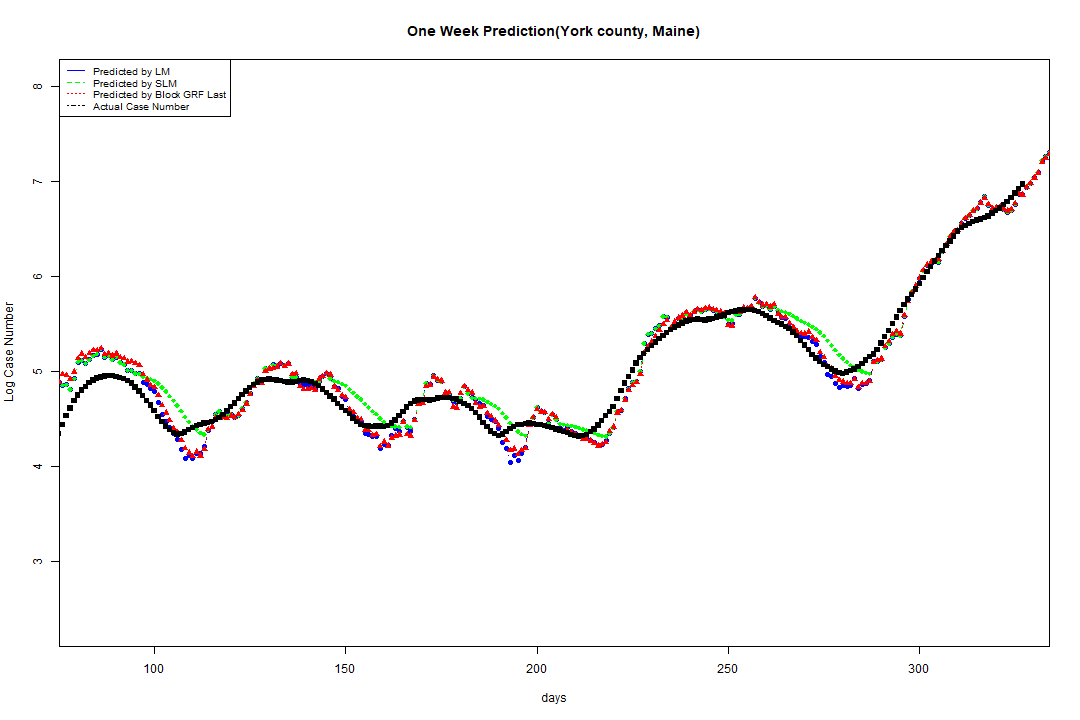 One Week Prediction(York county, Maine)
Predicted by LM
Predicted by SLM
Predicted by Block GRF Last
Actual Case Number
8
7
6
5
4
3
Log Case Number
100 150 200 250 300
days